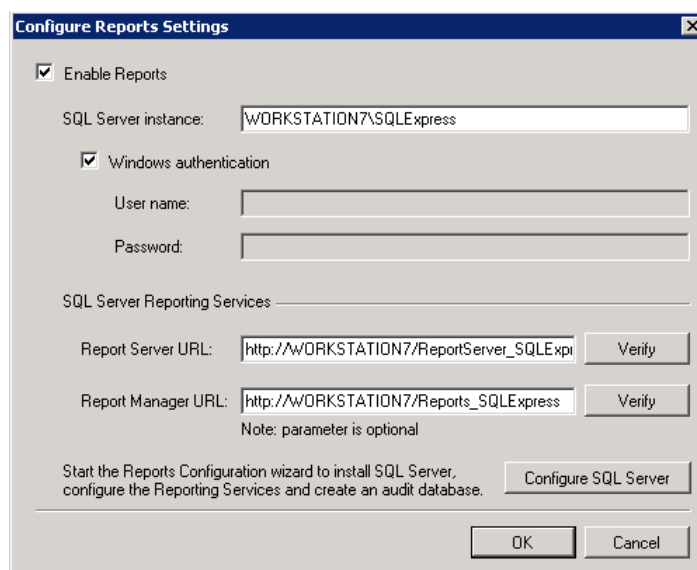 Configure Reports Settings
Enable Reports
SQL Server instance: WORKSTATION7\SQLExpress
Windows authentication
User name:
Password:
SQL Server Reporting Services
Report Server URL: http://WORKSTATION7/ReportServer_SQLExpr Verify
Report Manager URL: http://WORKSTATION7/Reports_SQLExpress Verify
Note: parameter is optional
Start the Reports Configuration wizard to install SQL Server,
configure the Reporting Services and create an audit database. Configure SQL Server
OK Cancel